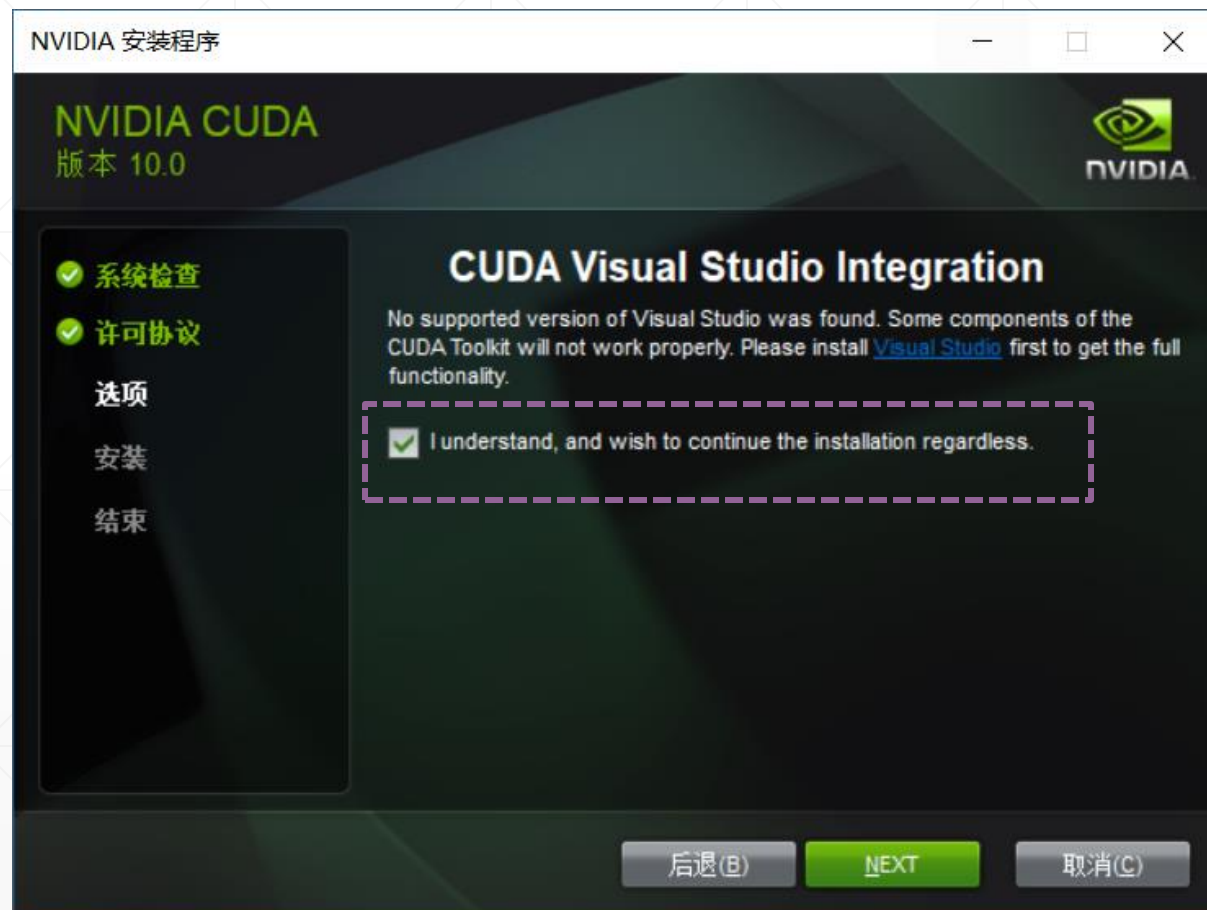 NVIDIA 安装程序
NVIDIA CUDA
版本 10.0
NVIDIA.
系统检查
许可协议
选项
安装
结束
CUDA Visual Studio Integration
No supported version of Visual Studio was found. Some components of the
CUDA Toolkit will not work properly. Please install Visual Studio first to get the full
functionality.
I understand, and wish to continue the installation regardless.
后退(B)
NEXT
取消(C)